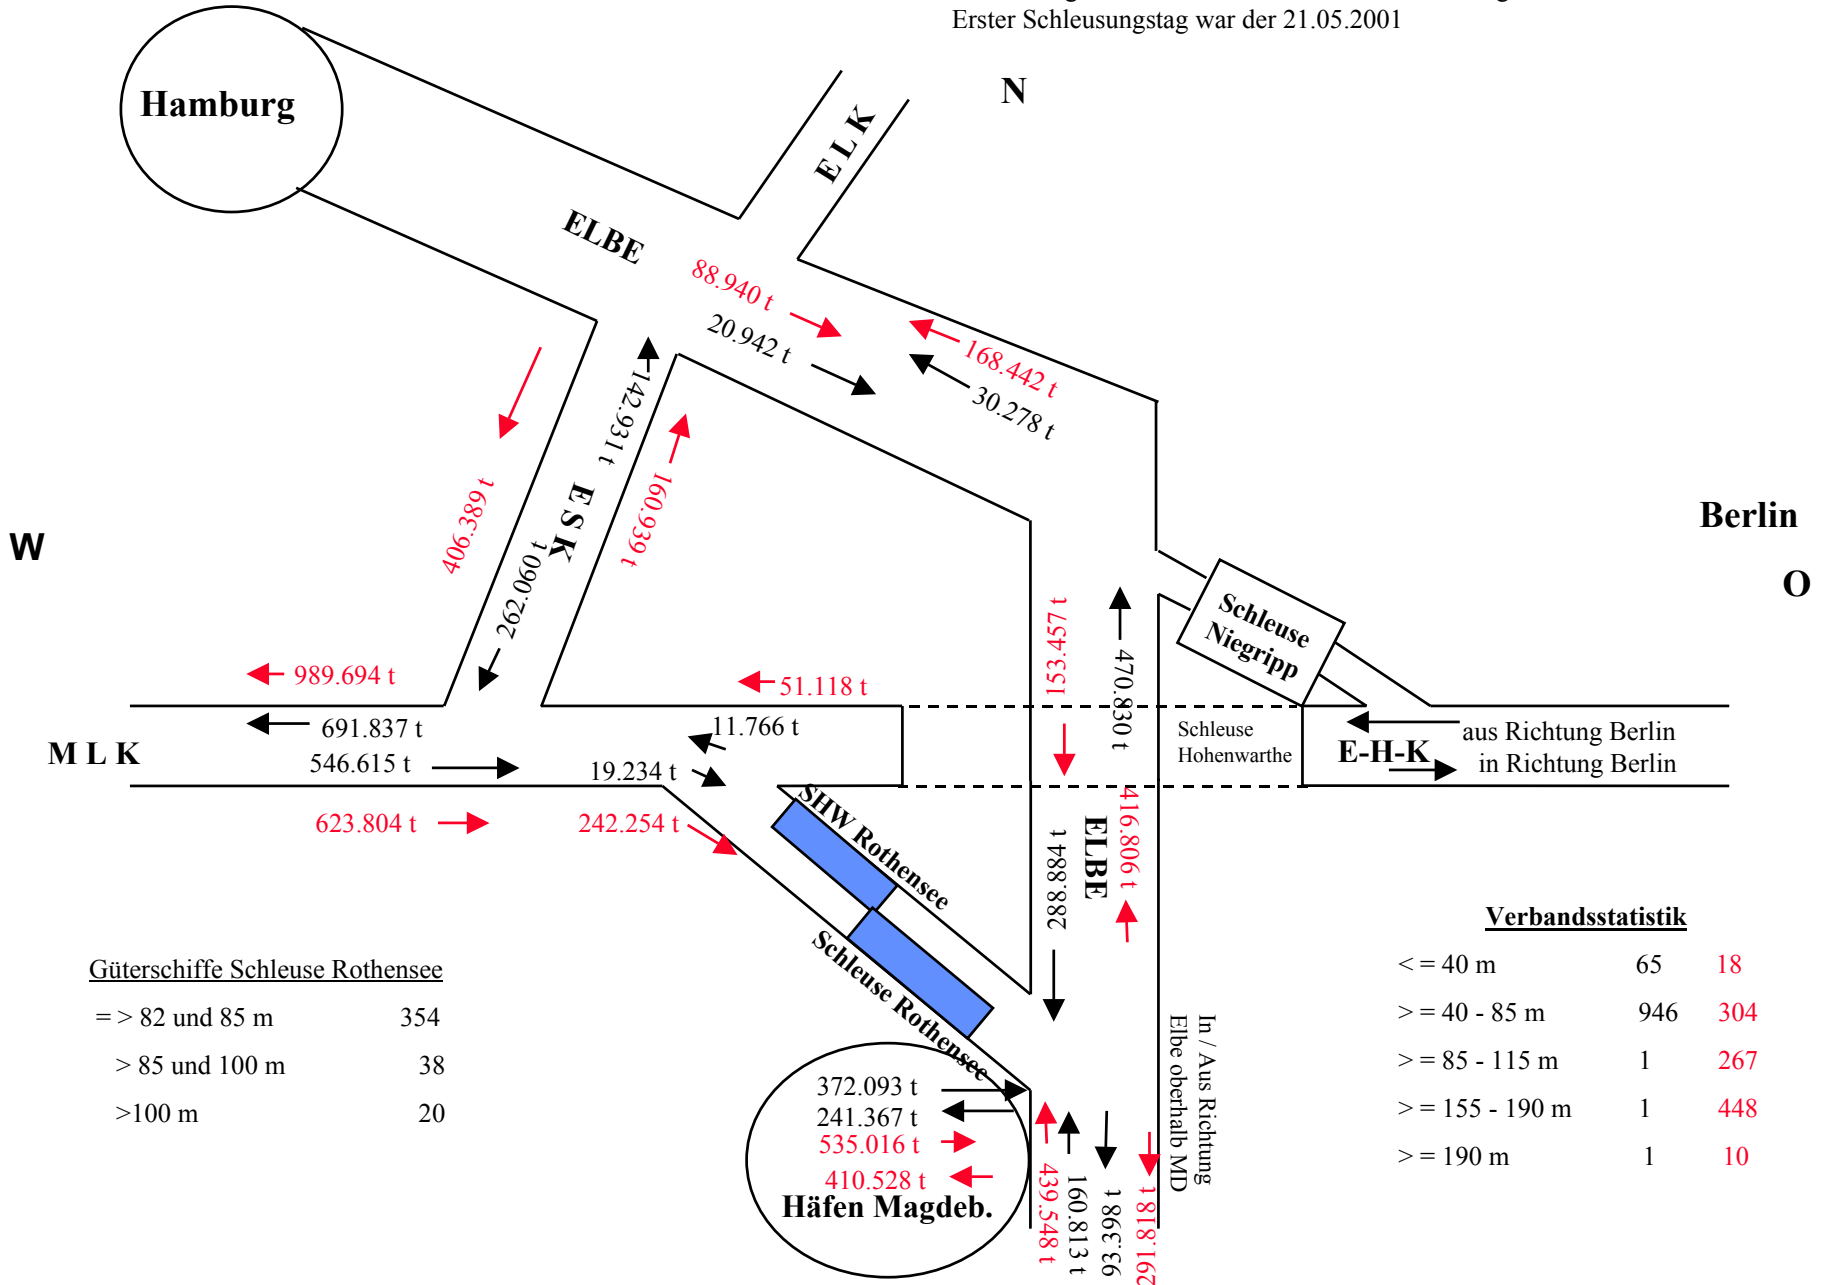 Erster Schleusungstag war der 21.05.2001
N
Hamburg
E L K
ELBE
88.940 t
20.942 t
168.442 t
30.278 t
142.931 t
E S K
160.939 t
406.389 t
262.060 t
W
Berlin
O
Schleuse
Niegripp
153.457 t
470.830 t
989.694 t
51.118 t
691.837 t
11.766 t
M L K
546.615 t
19.234 t
623.804 t
242.254 t
Schleuse
Hohenwarthe
E-H-K
aus Richtung Berlin
in Richtung Berlin
SHW Rothensee
Schleuse Rothensee
288.884 t
ELBE
416.806 t
Güterschiffe Schleuse Rothensee
= > 82 und 85 m 354
> 85 und 100 m 38
>100 m 20
Verbandsstatistik
< = 40 m 65 18
> = 40 - 85 m 946 304
> = 85 - 115 m 1 267
> = 155 - 190 m 1 448
> = 190 m 1 10
In / Aus Richtung
Elbe oberhalb MD
372.093 t
241.367 t
535.016 t
410.528 t
Häfen Magdeb.
439.548 t
160.813 t
93.398 t
291.818 t